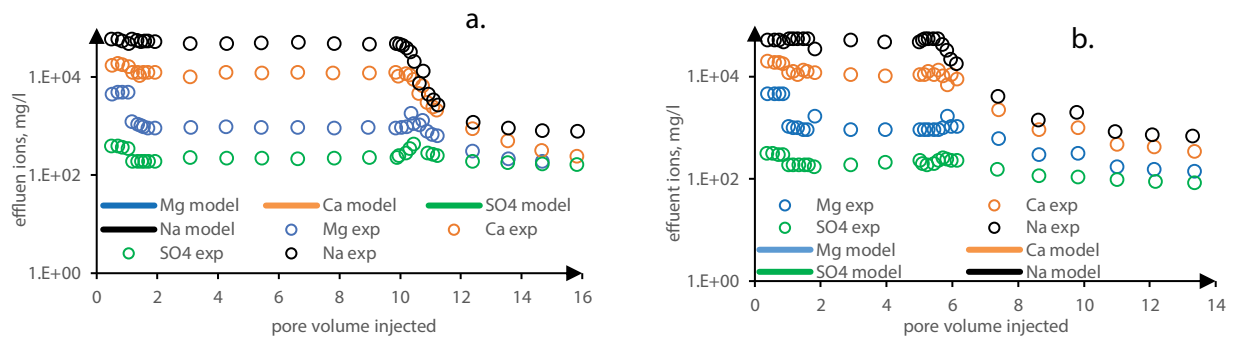 a.
effluen ions, mg/l
1.E+04
1.E+02
1.E+00
Mg model
Ca model
SO4 model
Na model
Mg exp
Ca exp
SO4 exp
Na exp
0 2 4 6 8 10 12 14 16
pore volume injected
b.
effuent ions, mg/l
1.E+04
1.E+02
1.E+00
Mg exp
Ca exp
SO4 exp
Na exp
Mg model
Ca model
SO4 model
Na model
0 2 4 6 8 10 12 14
pore volume injected